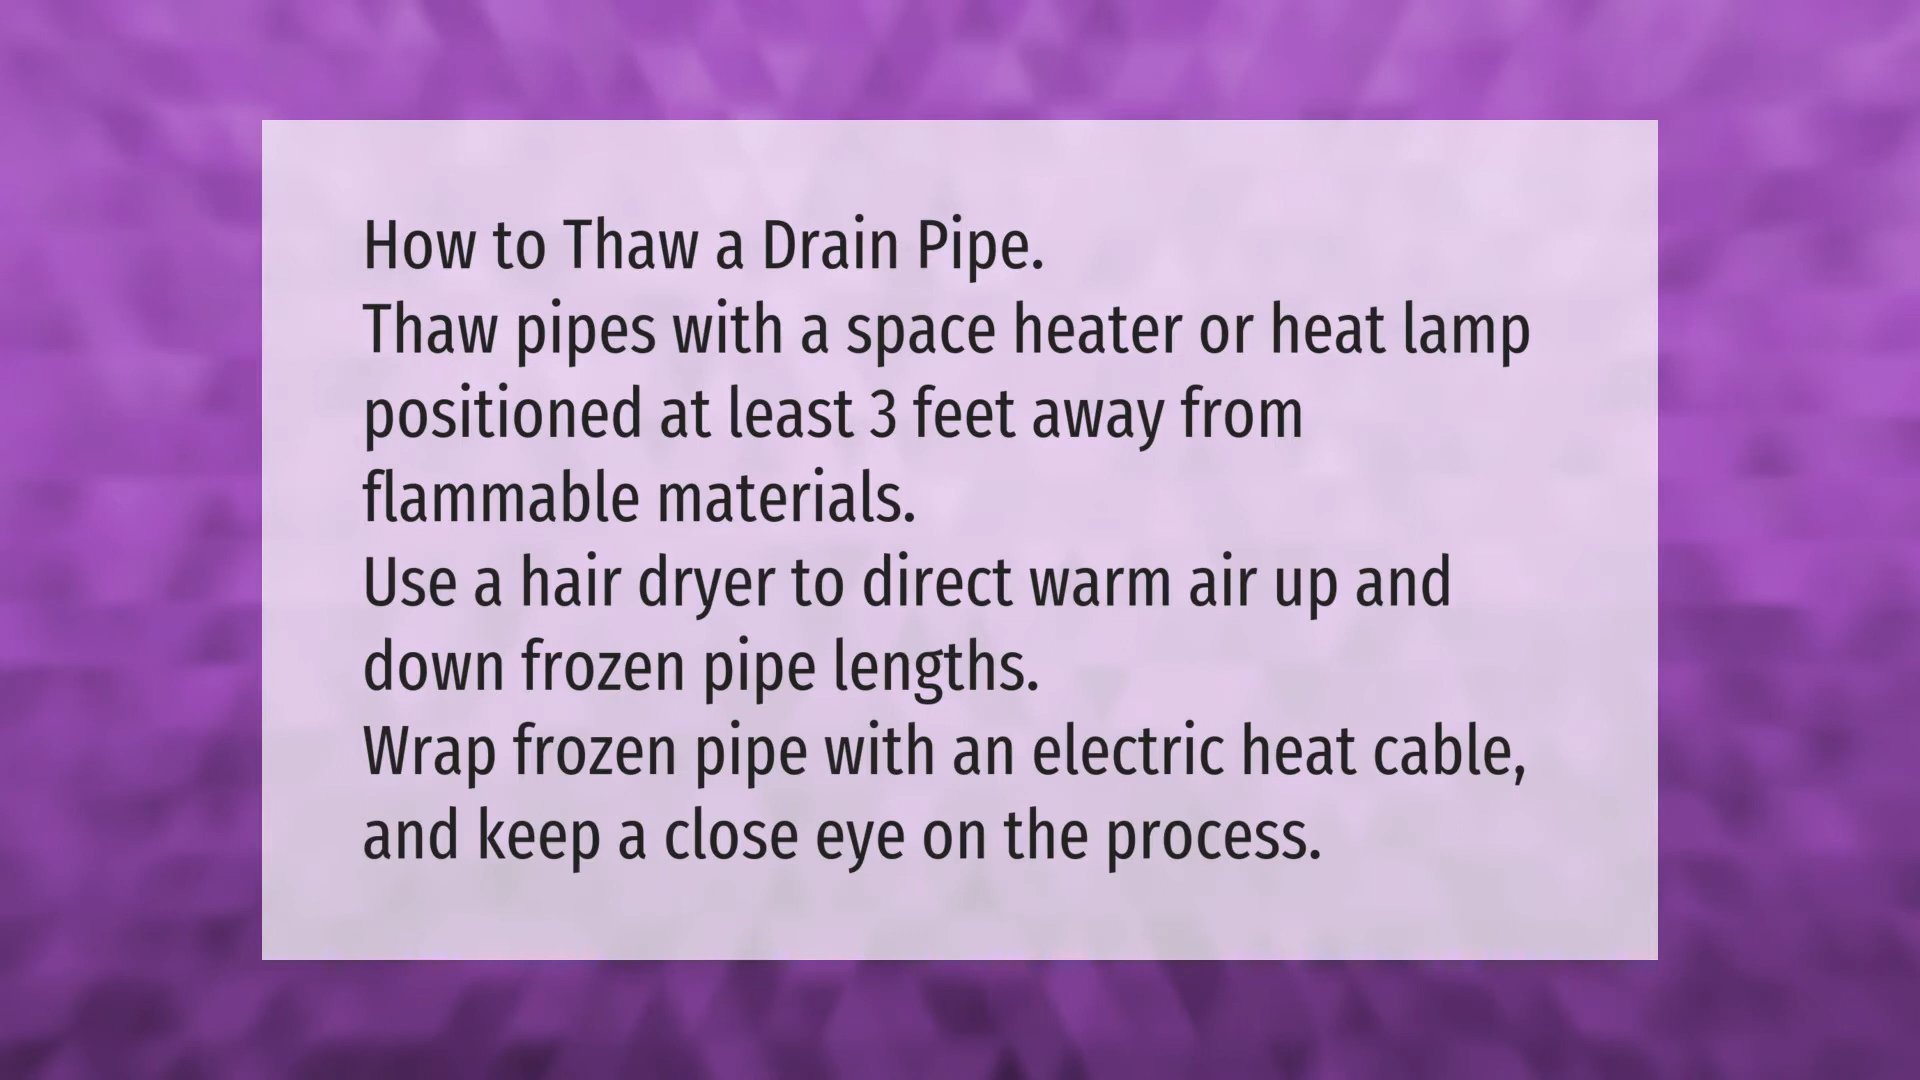 How to Thaw a Drain Pipe.
Thaw pipes with a space heater or heat lamp
positioned at least 3 feet away from
flammable materials.
Use a hair dryer to direct warm air up and
down frozen pipe lengths.
Wrap frozen pipe with an electric heat cable,
and keep a close eye on the process.